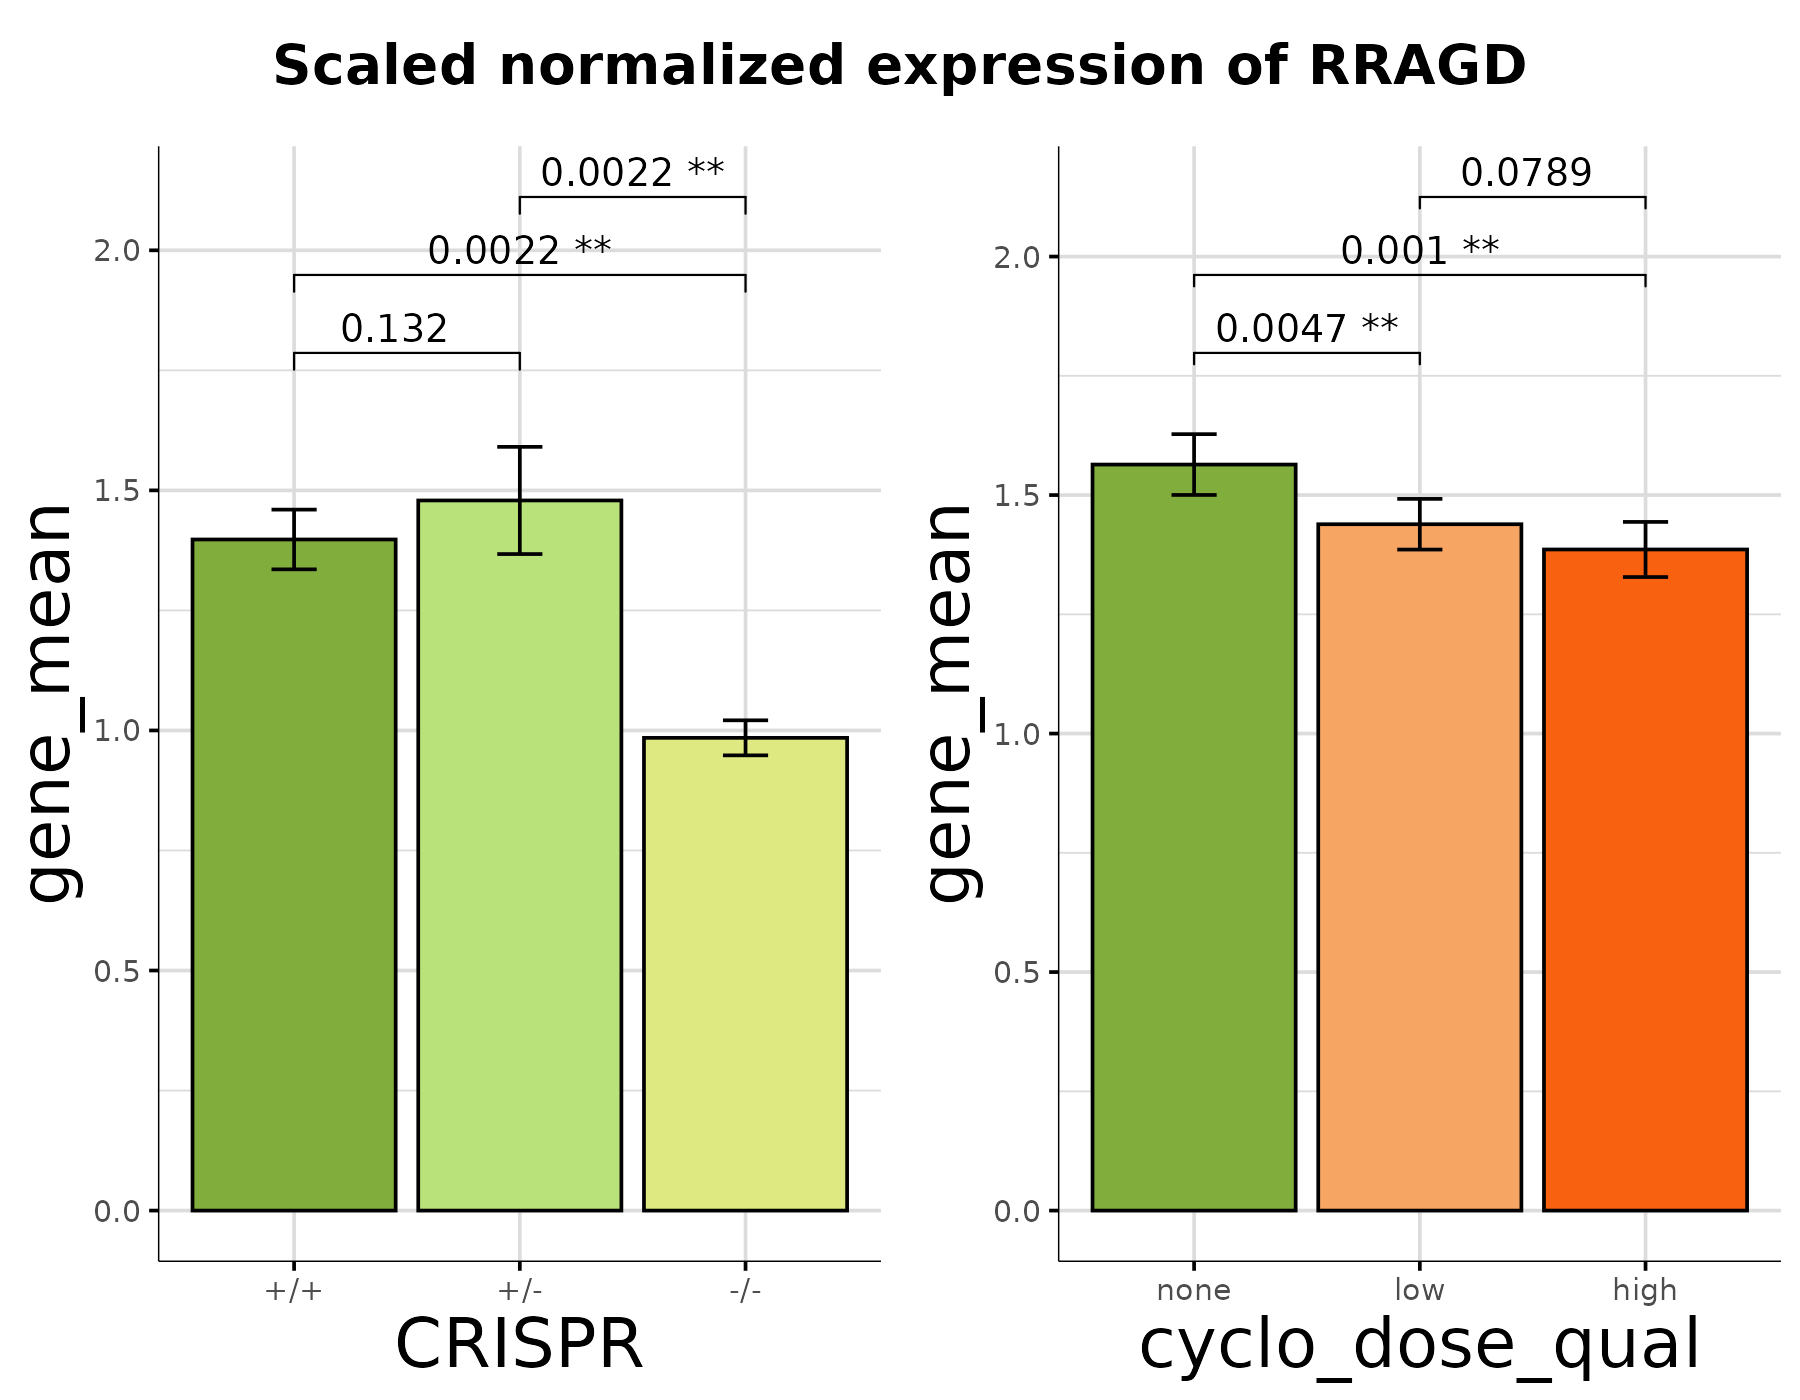 Scaled normalized expression of RRAGD
gene_mean
2.0
1.5
1.0
0.5
0.0
0.0022 **
0.0022 **
0.132
+/+ +/- -/-
CRISPR
gene_mean
2.0
1.5
1.0
0.5
0.0
0.0789
0.001 **
0.0047 **
none low high
cyclo_dose_qual